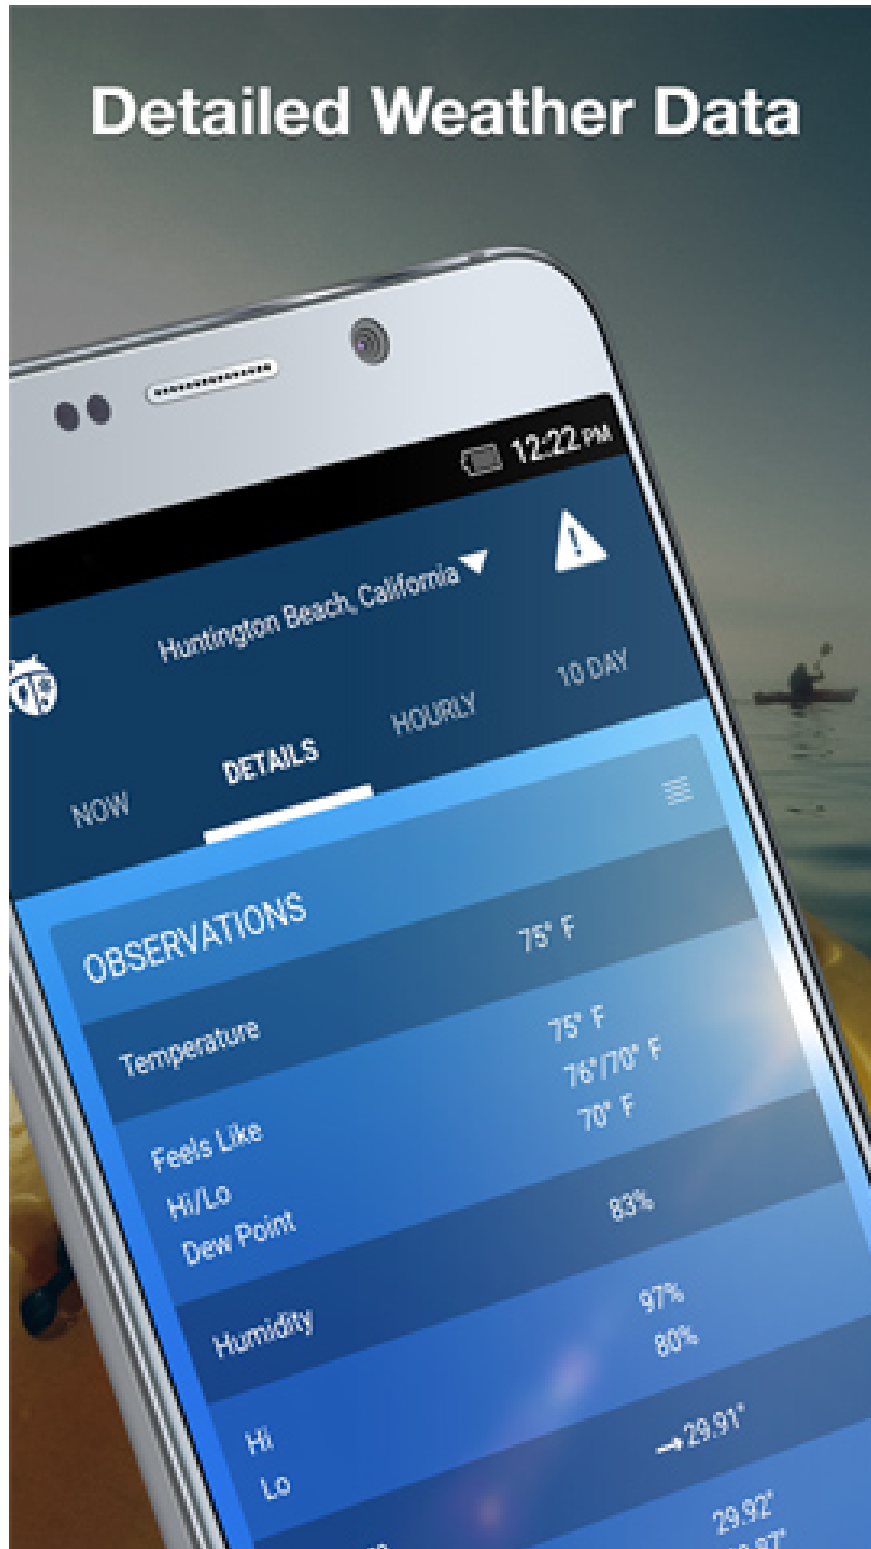 Detailed Weather Data
12:22 PM
Huntington Beach, California
NOW DETAILS HOURLY 10 DAY
OBSERVATIONS
Temperature 75° F
Feels Like 75° F
Hi/Lo 76°/70° F
Dew Point 70° F
Humidity 83%
Hi 97%
Lo 80%
29.91"
29.92"